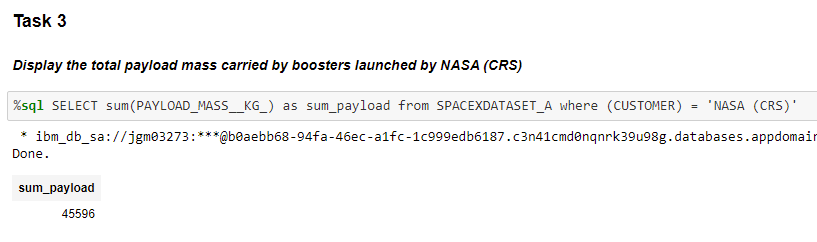 Task 3
Display the total payload mass carried by boosters launched by NASA (CRS)
%sql SELECT sum(PAYLOAD_MASS__KG_) as sum_payload from SPACEXDATASET_A where (CUSTOMER) = 'NASA (CRS)'
* ibm_db_sa://jgm03273:***@b0aebb68-94fa-46ec-a1fc-1c999edb6187.c3n41cmd0nqnrk39u98g.databases.appdomain
Done.
sum_payload
45596